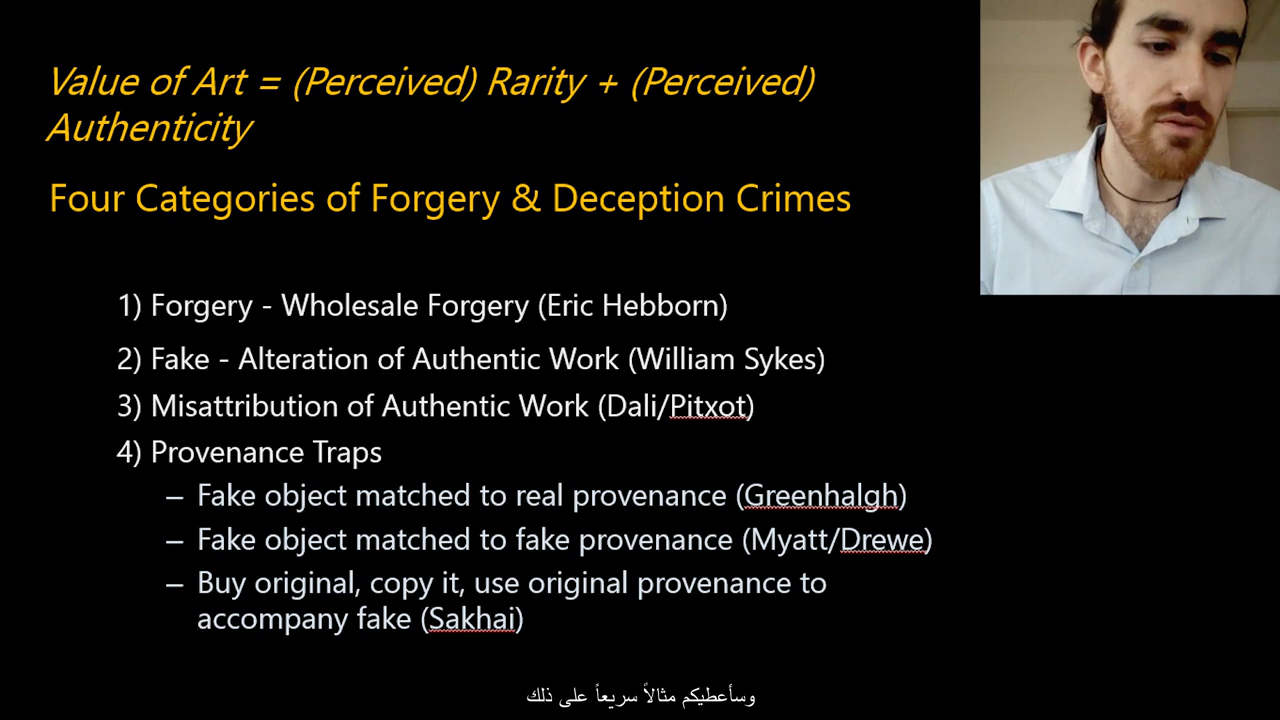 Value of Art = (Perceived) Rarity + (Perceived)
Authenticity
Four Categories of Forgery & Deception Crimes
1) Forgery - Wholesale Forgery (Eric Hebborn)
2) Fake - Alteration of Authentic Work (William Sykes)
3) Misattribution of Authentic Work (Dali/Pitxot)
4) Provenance Traps
– Fake object matched to real provenance (Greenhalgh)
– Fake object matched to fake provenance (Myatt/Drewe)
– Buy original, copy it, use original provenance to
accompany fake (Sakhai)
وسأعطيكم مثالاً سريعاً على ذلك